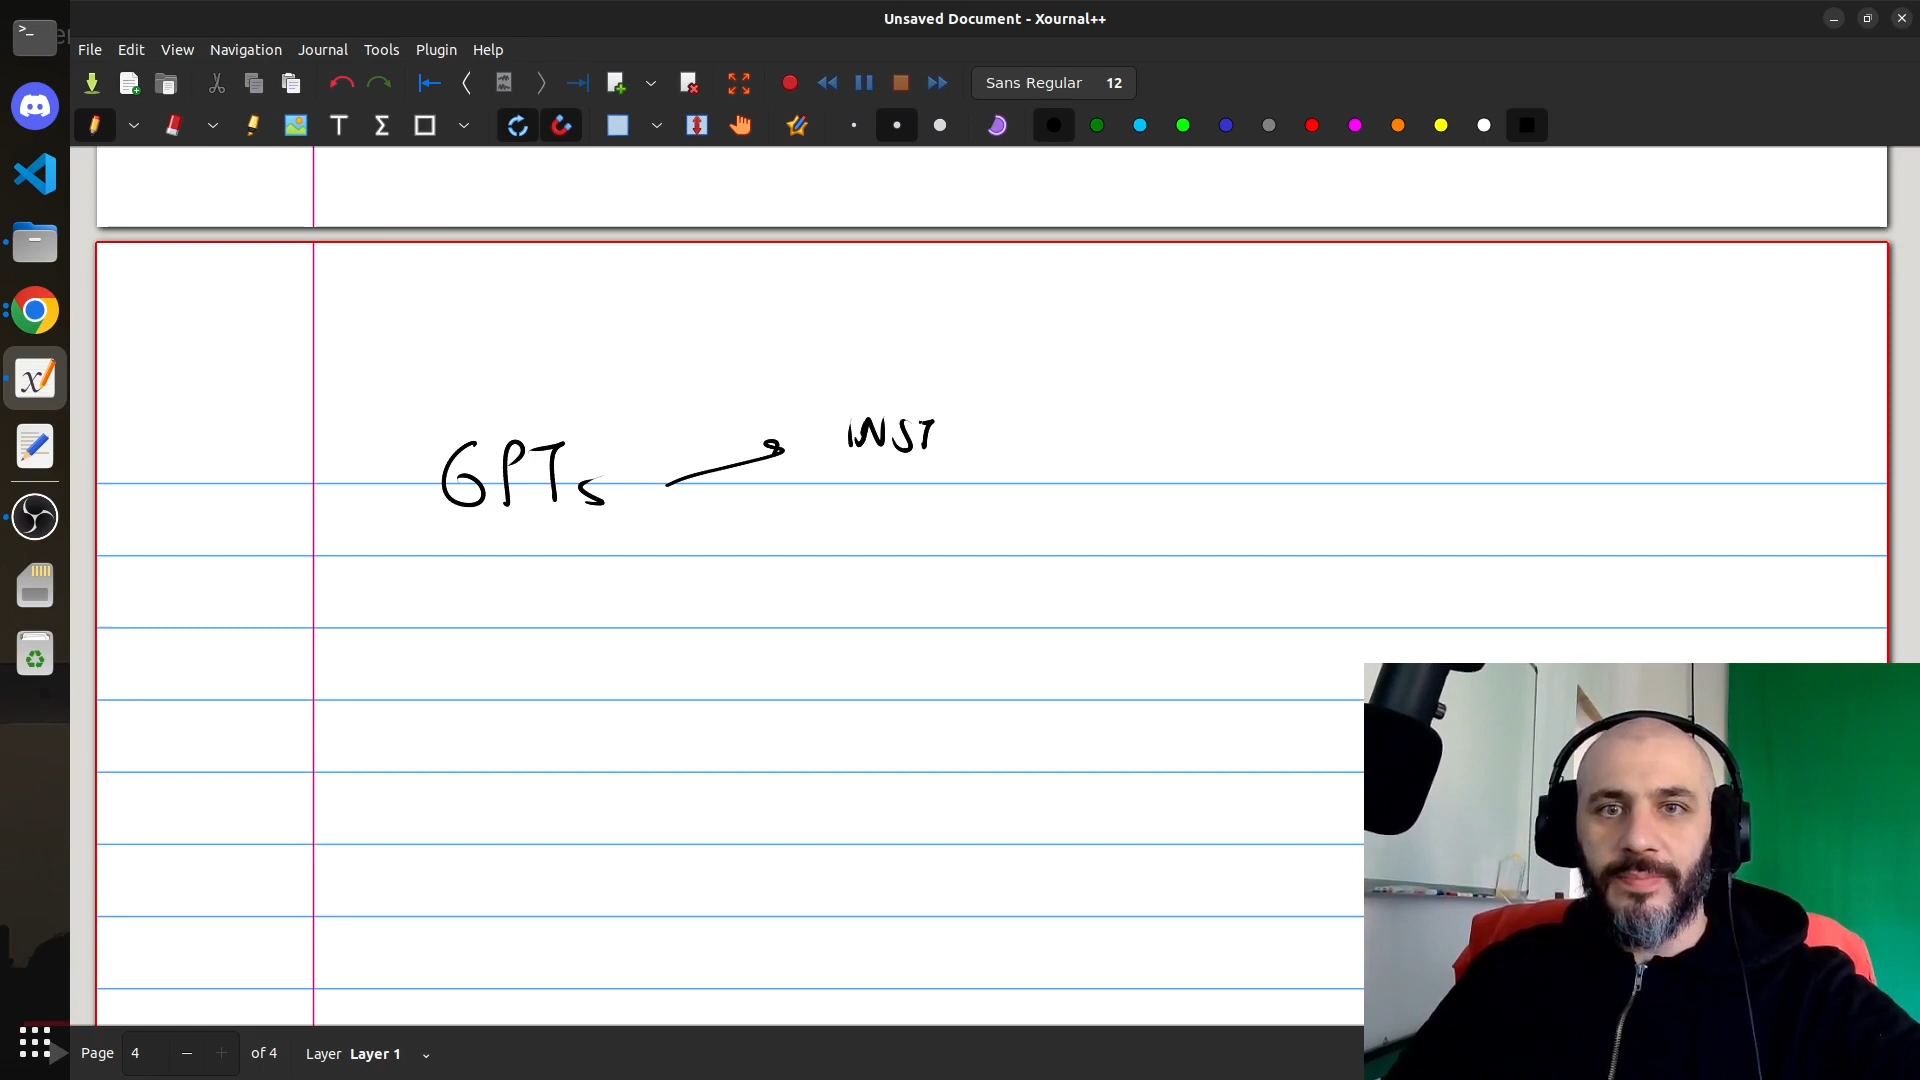 Unsaved Document - Xournal++
File Edit View Navigation Journal Tools Plugin Help
Sans Regular 12
GPTs INST
Page 4 of 4 Layer Layer 1